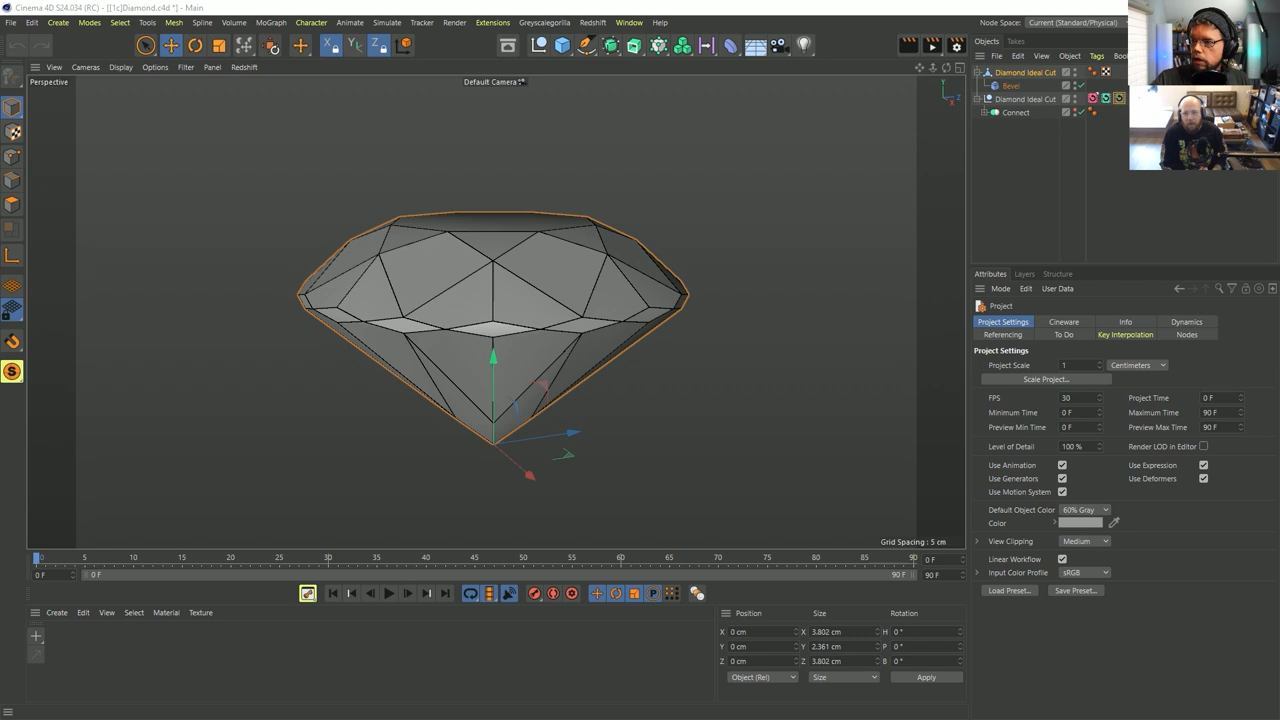 Cinema 4D S24.034 (RC) - [[1c]Diamond.c4d *] - Main
File Edit Create Modes Select Tools Mesh Spline Volume MoGraph Character Animate Simulate Tracker Render Extensions Greyscalegorilla Redshift Window Help Node Space: Current (Standard/Physical)
View Cameras Display Options Filter Panel Redshift
Perspective
Default Camera
Y
Z
X
Grid Spacing : 5 cm
Objects Takes
File Edit View Object Tags
Diamond Ideal Cut
Bevel
Diamond Ideal Cut
Connect
Attributes Layers Structure
Mode Edit User Data
Project
Project Settings Cineware Info Dynamics
Referencing To Do Key Interpolation Nodes
Project Settings
Project Scale 1 Centimeters
Scale Project...
FPS 30 Project Time 0 F
Minimum Time 0 F Maximum Time 90 F
Preview Min Time 0 F Preview Max Time 90 F
Level of Detail 100 % Render LOD in Editor
Use Animation Use Expression
Use Generators Use Deformers
Use Motion System
Default Object Color 60% Gray
Color
View Clipping Medium
Linear Workflow
Input Color Profile sRGB
Load Preset... Save Preset...
0 5 10 15 20 25 30 35 40 45 50 55 60 65 70 75 80 85 90 0 F
0 F 0 F 90 F 90 F
Create Edit View Select Material Texture
Position Size Rotation
X 0 cm X 3.802 cm H 0 °
Y 0 cm Y 2.361 cm P 0 °
Z 0 cm Z 3.802 cm B 0 °
Object (Rel) Size Apply